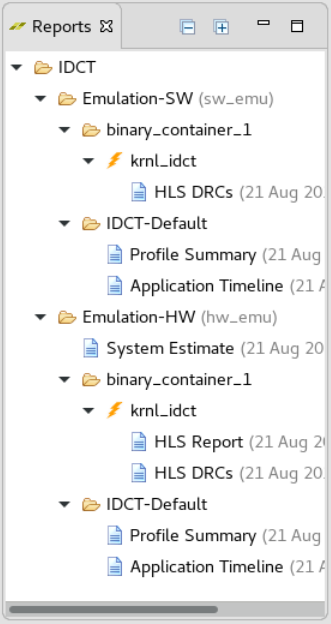 Reports
IDCT
Emulation-SW (sw_emu)
binary_container_1
krnl_idct
HLS DRCs (21 Aug 20
IDCT-Default
Profile Summary (21 Aug
Application Timeline (21 A
Emulation-HW (hw_emu)
System Estimate (21 Aug 20
binary_container_1
krnl_idct
HLS Report (21 Aug 20
HLS DRCs (21 Aug 20
IDCT-Default
Profile Summary (21 Aug
Application Timeline (21 A